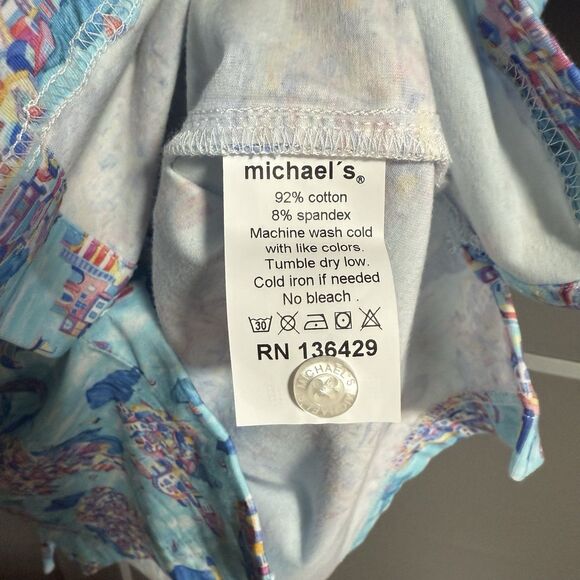 michael´s®
92% cotton
8% spandex
Machine wash cold
with like colors.
Tumble dry low.
Cold iron if needed
No bleach .
30
RN 136429
MICHAEL'S